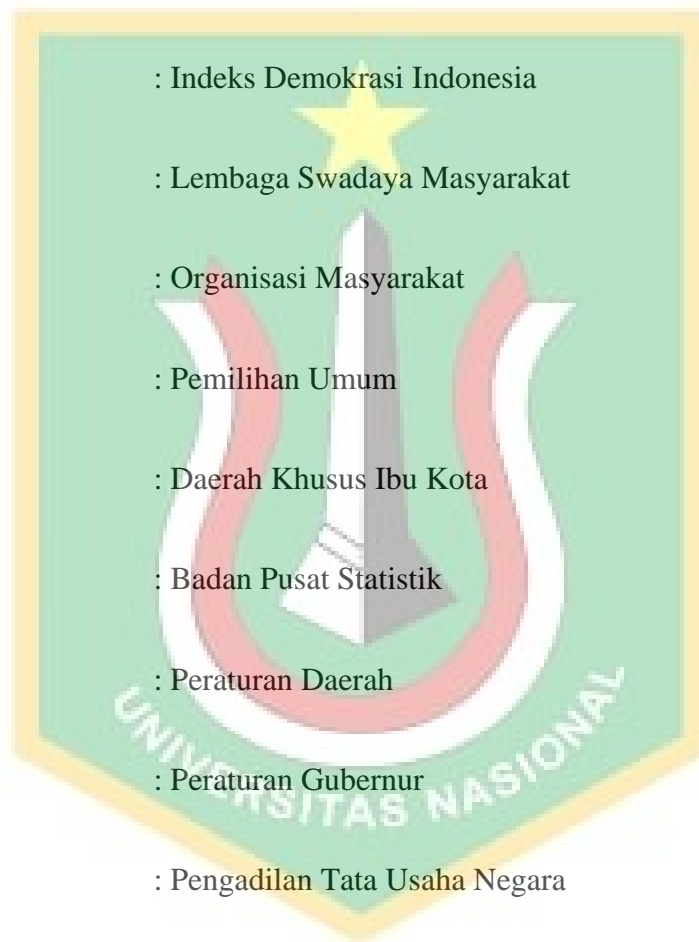 : Indeks Demokrasi Indonesia
: Lembaga Swadaya Masyarakat
: Organisasi Masyarakat
: Pemilihan Umum
: Daerah Khusus Ibu Kota
: Badan Pusat Statistik
: Peraturan Daerah
: Peraturan Gubernur
UNIVERSITAS NASIONAL
: Pengadilan Tata Usaha Negara